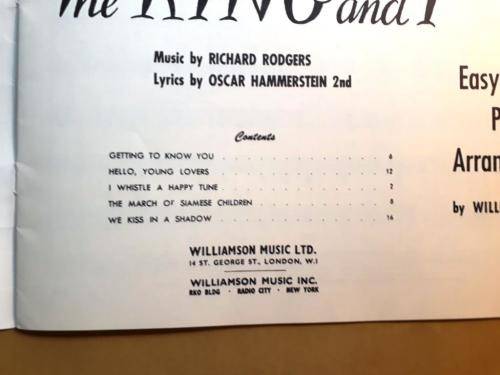 The KING and I
Music by RICHARD RODGERS
Lyrics by OSCAR HAMMERSTEIN 2nd
Easy
Arran
by WILL
Contents
GETTING TO KNOW YOU . . . . . . . . . . . . . . . 6
HELLO, YOUNG LOVERS . . . . . . . . . . . . . . . 12
I WHISTLE A HAPPY TUNE . . . . . . . . . . . . . . . 2
THE MARCH OF SIAMESE CHILDREN . . . . . . . . . . . . 8
WE KISS IN A SHADOW . . . . . . . . . . . . . . . 16
WILLIAMSON MUSIC LTD.
14 ST. GEORGE ST., LONDON, W.1
WILLIAMSON MUSIC INC.
RKO BLDG · RADIO CITY · NEW YORK